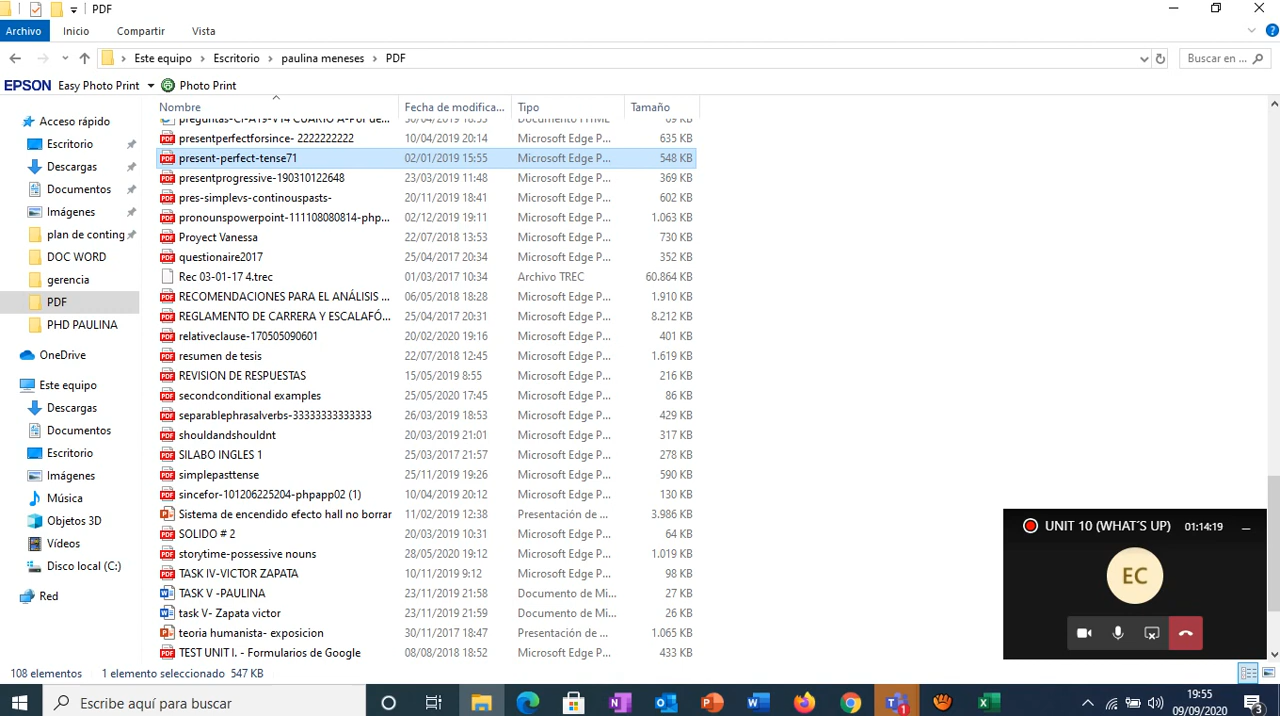 PDF
Archivo Inicio Compartir Vista
Este equipo > Escritorio > paulina meneses > PDF Buscar en ...
EPSON Easy Photo Print Photo Print
Nombre Fecha de modifica... Tipo Tamaño
Acceso rápido
Escritorio
Descargas
Documentos
Imágenes
plan de conting
DOC WORD
gerencia
PDF
PHD PAULINA
OneDrive
Este equipo
Descargas
Documentos
Escritorio
Imágenes
Música
Objetos 3D
Vídeos
Disco local (C:)
Red
presentperfectforsince- 2222222222 10/04/2019 20:14 Microsoft Edge P... 635 KB
present-perfect-tense71 02/01/2019 15:55 Microsoft Edge P... 548 KB
presentprogressive-190310122648 23/03/2019 11:48 Microsoft Edge P... 369 KB
pres-simplevs-continouspasts- 20/11/2019 18:41 Microsoft Edge P... 602 KB
pronounspowerpoint-111108080814-php... 02/12/2019 19:11 Microsoft Edge P... 1.063 KB
Proyect Vanessa 22/07/2018 13:53 Microsoft Edge P... 730 KB
questionaire2017 25/04/2017 20:34 Microsoft Edge P... 352 KB
Rec 03-01-17 4.trec 01/03/2017 10:34 Archivo TREC 60.864 KB
RECOMENDACIONES PARA EL ANÁLISIS ... 06/05/2018 18:28 Microsoft Edge P... 1.910 KB
REGLAMENTO DE CARRERA Y ESCALAFÓ... 25/04/2017 20:31 Microsoft Edge P... 8.212 KB
relativeclause-170505090601 20/02/2020 19:16 Microsoft Edge P... 401 KB
resumen de tesis 22/07/2018 12:45 Microsoft Edge P... 1.619 KB
REVISION DE RESPUESTAS 15/05/2019 8:55 Microsoft Edge P... 216 KB
secondconditional examples 25/05/2020 17:45 Microsoft Edge P... 86 KB
separablephrasalverbs-33333333333333 26/03/2019 18:53 Microsoft Edge P... 429 KB
shouldandshouldnt 20/03/2019 21:01 Microsoft Edge P... 317 KB
SILABO INGLES 1 25/03/2017 21:57 Microsoft Edge P... 278 KB
simplepasttense 25/11/2019 19:26 Microsoft Edge P... 590 KB
sincefor-101206225204-phpapp02 (1) 10/04/2019 20:12 Microsoft Edge P... 130 KB
Sistema de encendido efecto hall no borrar 11/02/2019 12:38 Presentación de... 3.986 KB
SOLIDO # 2 20/03/2019 10:31 Microsoft Edge P... 64 KB
storytime-possessive nouns 28/05/2020 19:12 Microsoft Edge P... 1.019 KB
TASK IV-VICTOR ZAPATA 10/11/2019 9:12 Microsoft Edge P... 98 KB
TASK V -PAULINA 23/11/2019 21:58 Documento de Mi... 27 KB
task V- Zapata victor 23/11/2019 21:59 Documento de Mi... 26 KB
teoria humanista- exposicion 30/11/2017 18:47 Presentación de... 1.065 KB
TEST UNIT I. - Formularios de Google 08/08/2018 18:52 Microsoft Edge P... 433 KB
UNIT 10 (WHAT´S UP) 01:14:19
EC
108 elementos 1 elemento seleccionado 547 KB
Escribe aquí para buscar
19:55
09/09/2020
1
3